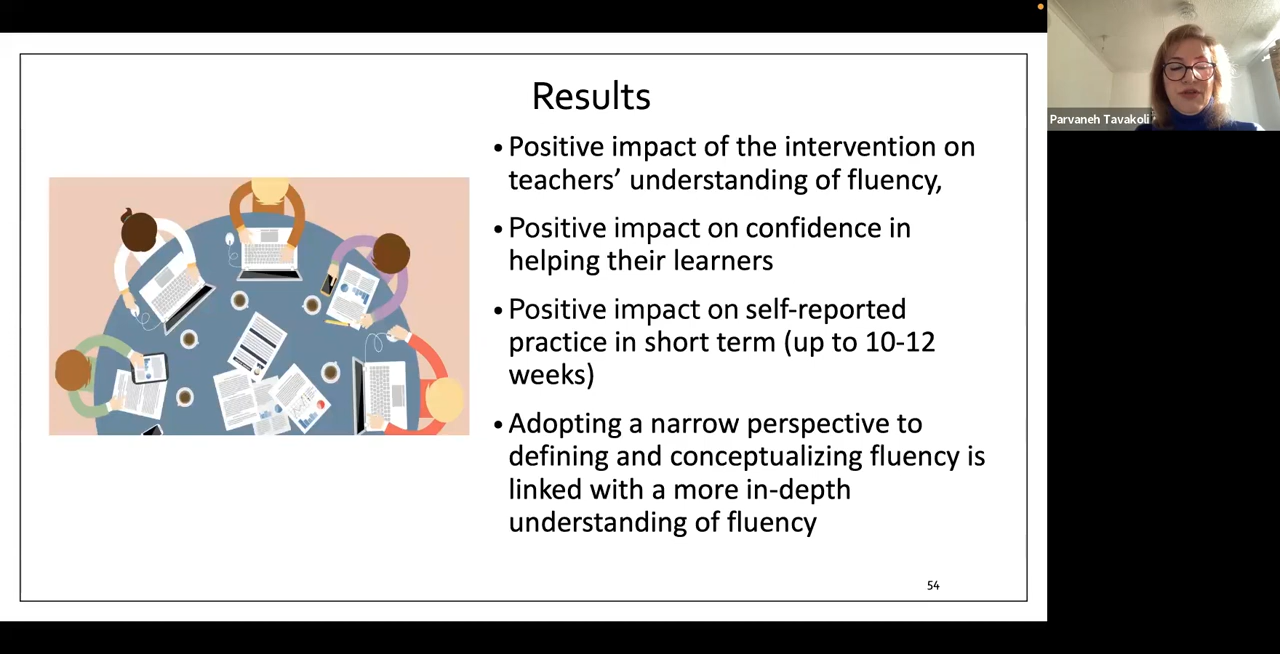 Results
• Positive impact of the intervention on
teachers’ understanding of fluency,
• Positive impact on confidence in
helping their learners
• Positive impact on self-reported
practice in short term (up to 10-12
weeks)
• Adopting a narrow perspective to
defining and conceptualizing fluency is
linked with a more in-depth
understanding of fluency
54
Parvaneh Tavakoli